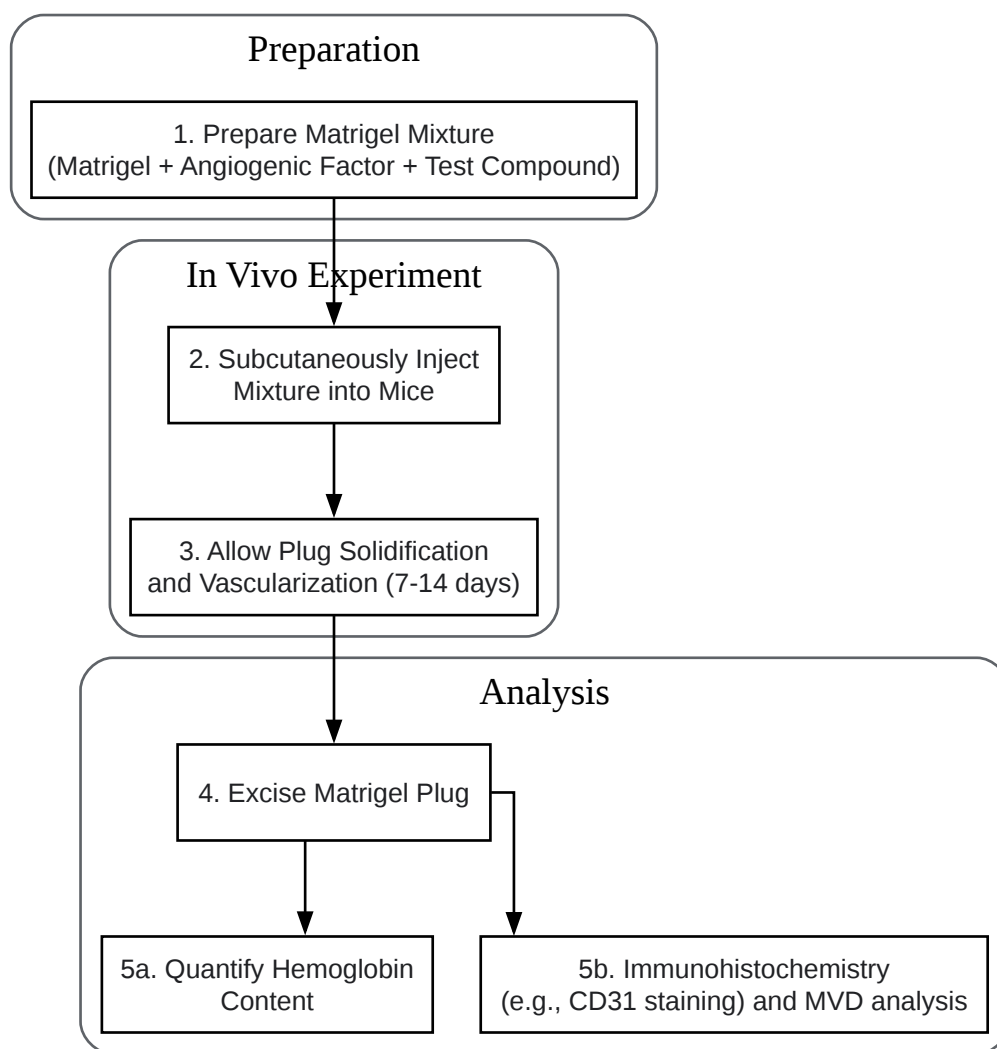 Preparation
1. Prepare Matrigel Mixture
(Matrigel + Angiogenic Factor + Test Compound)
In Vivo Experiment
2. Subcutaneously Inject
Mixture into Mice
3. Allow Plug Solidification
and Vascularization (7-14 days)
Analysis
4. Excise Matrigel Plug
5a. Quantify Hemoglobin
Content
5b. Immunohistochemistry
(e.g., CD31 staining) and MVD analysis